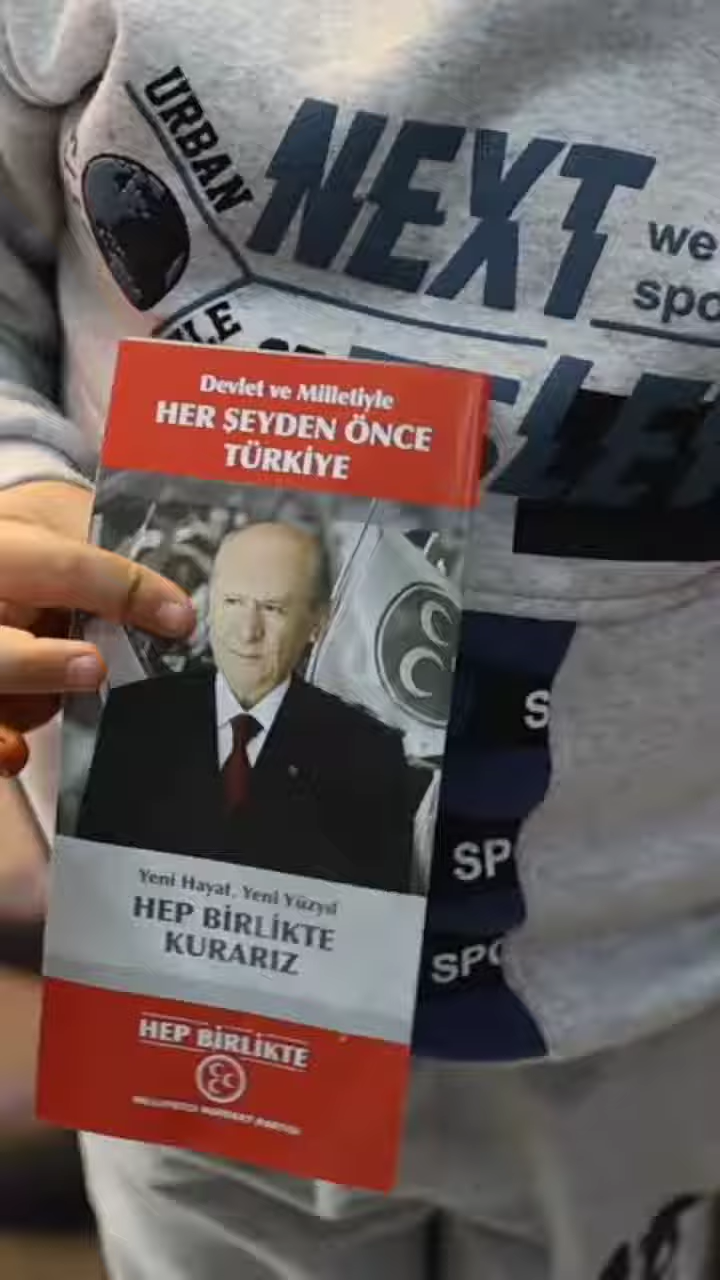 URBAN
NEXT
we
spo
Devlet ve Milletiyle
HER ŞEYDEN ÖNCE
TÜRKİYE
S
SP
SPO
Yeni Hayat, Yeni Yüzyıl
HEP BİRLİKTE
KURARIZ
HEP BİRLİKTE
MİLLİYETÇİ HAREKET PARTİSİ